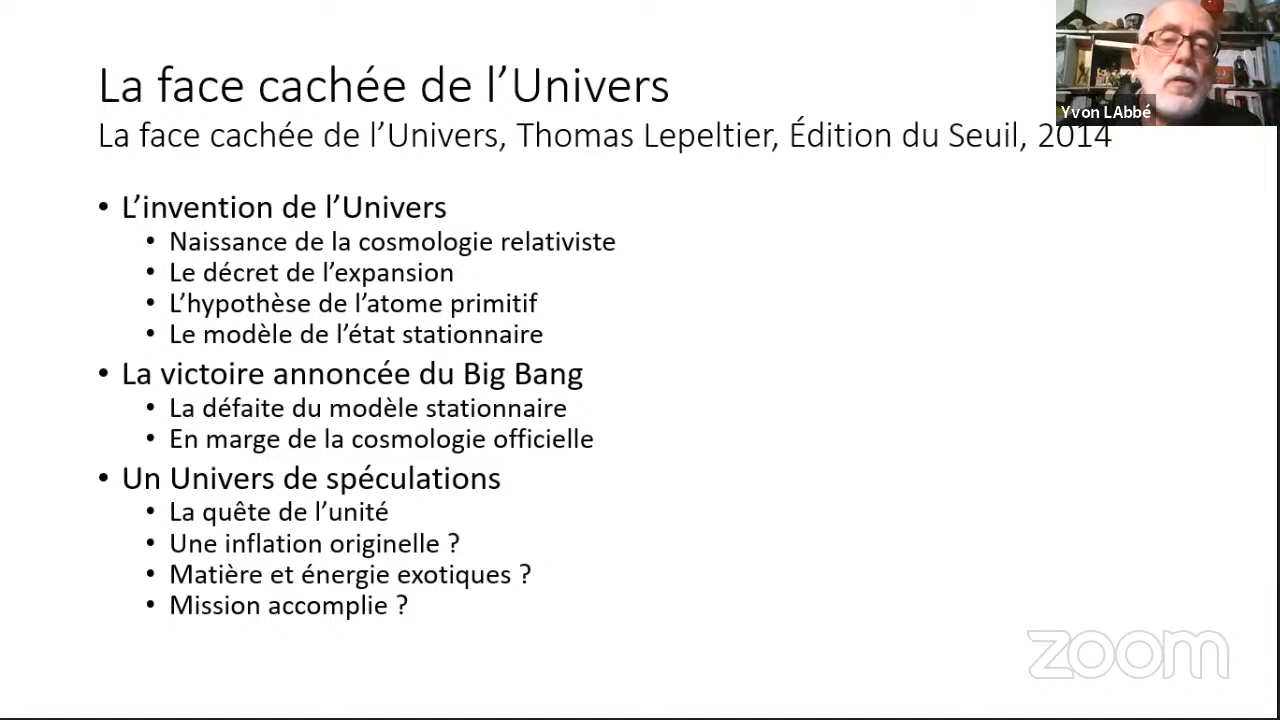 La face cachée de l’Univers
Yvon LAbbé
La face cachée de l’Univers, Thomas Lepeltier, Édition du Seuil, 2014
• L’invention de l’Univers
• Naissance de la cosmologie relativiste
• Le décret de l’expansion
• L’hypothèse de l’atome primitif
• Le modèle de l’état stationnaire
• La victoire annoncée du Big Bang
• La défaite du modèle stationnaire
• En marge de la cosmologie officielle
• Un Univers de spéculations
• La quête de l’unité
• Une inflation originelle ?
• Matière et énergie exotiques ?
• Mission accomplie ?
zoom